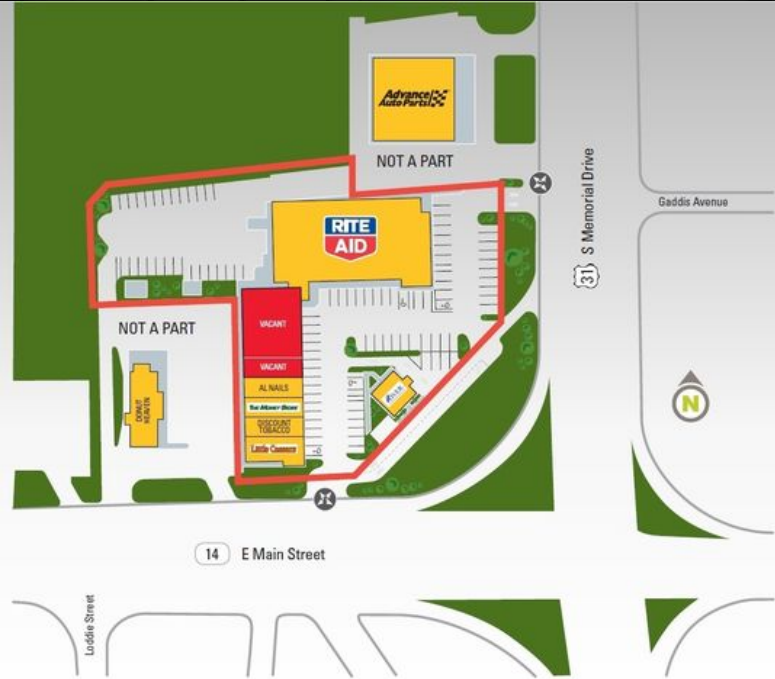 Advance
Auto Parts
NOT A PART
31
S Memorial Drive
Gaddis Avenue
RITE
AID
VACANT
NOT A PART
VACANT
AL NAILS
The Money Store
DISCOUNT
TOBACCO
Little Caesars
DONUT
HEAVEN
N
14
E Main Street
Loddie Street